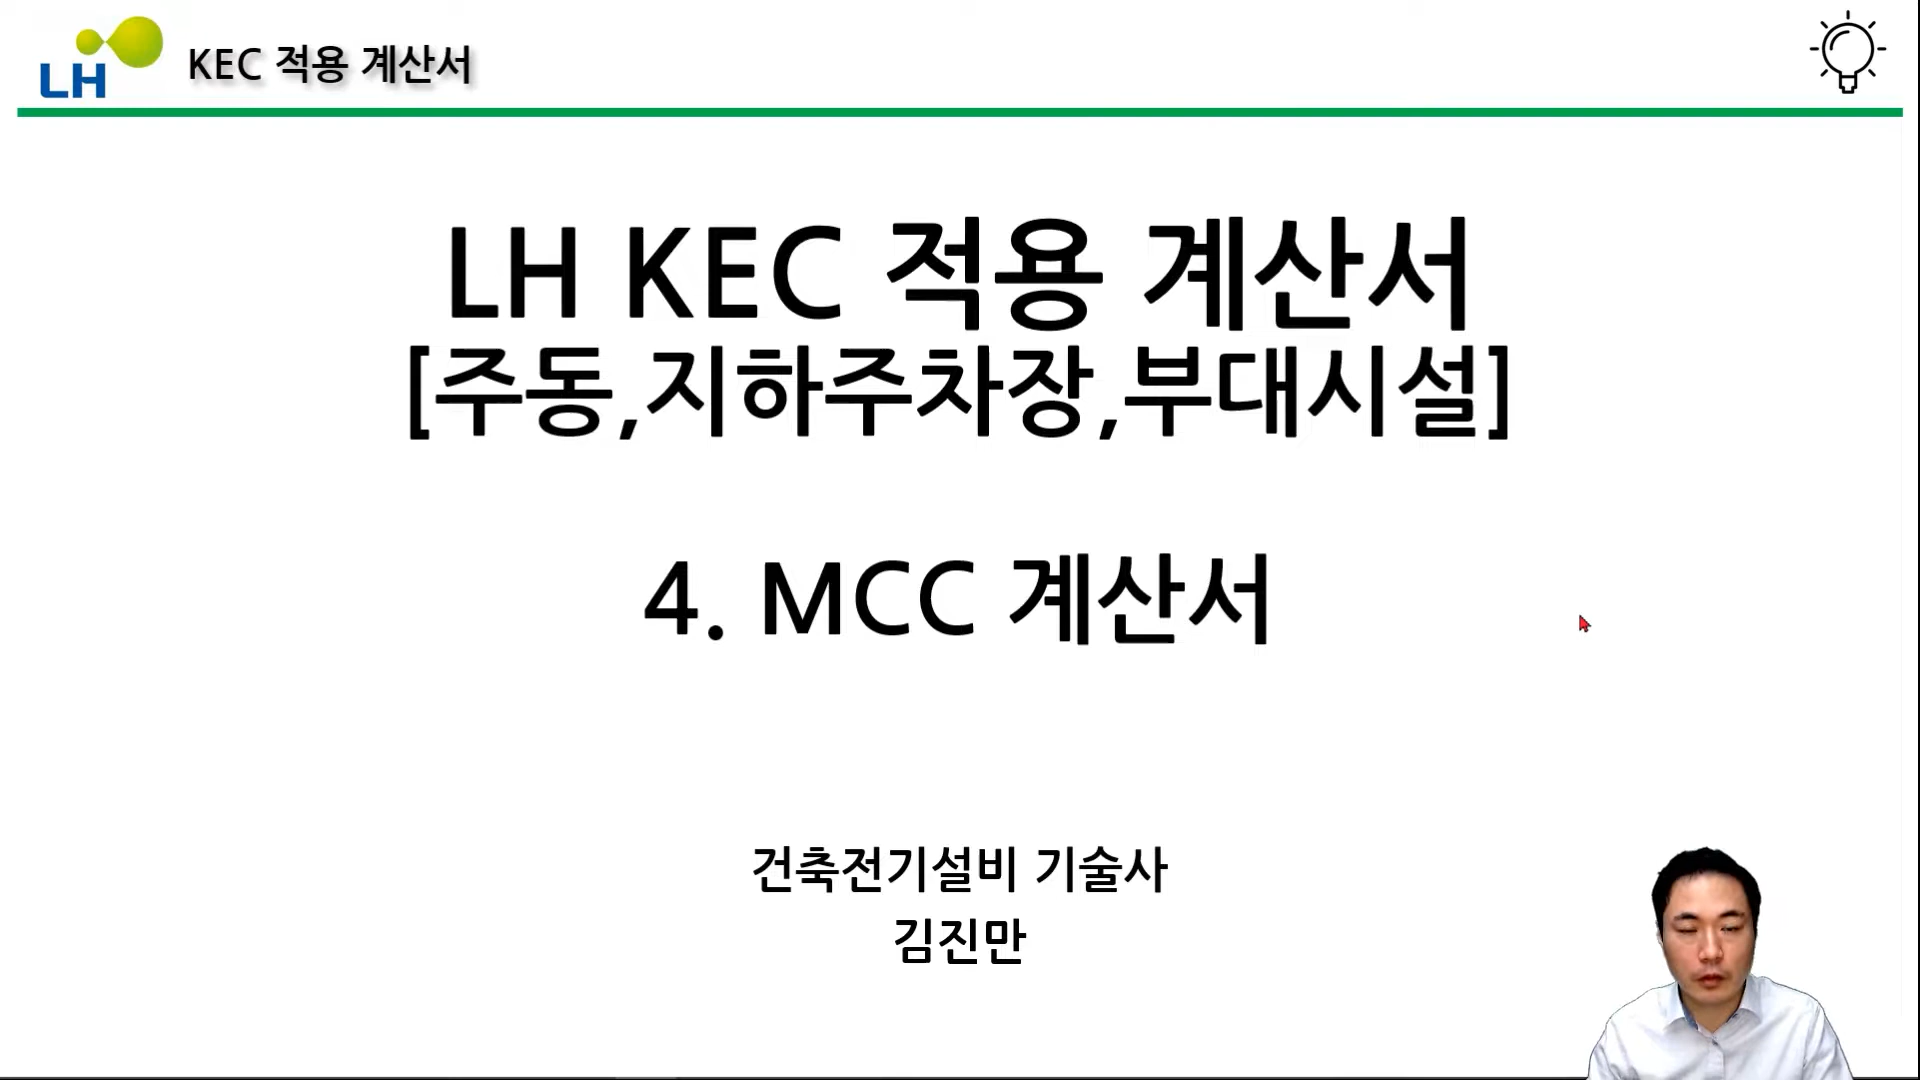 LH
KEC 적용 계산서
LH KEC 적용 계산서
[주동,지하주차장,부대시설]
4. MCC 계산서
건축전기설비 기술사
김진만